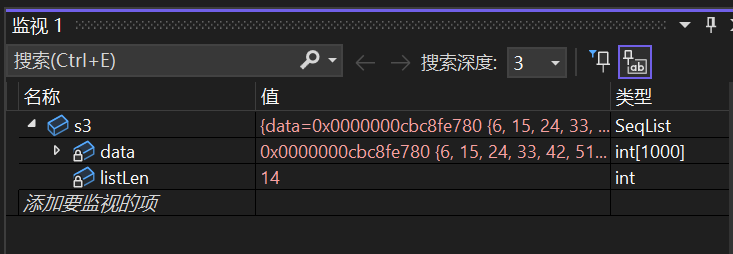 监视 1
搜索(Ctrl+E) 搜索深度: 3
名称 值 类型
s3 {data=0x0000000cbc8fe780 {6, 15, 24, 33, ... SeqList
data 0x0000000cbc8fe780 {6, 15, 24, 33, 42, 51... int[1000]
listLen 14 int
添加要监视的项